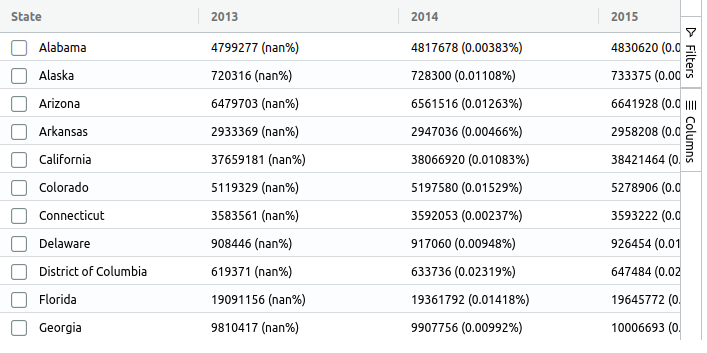 State 2013 2014 2015
Alabama 4799277 (nan%) 4817678 (0.00383%) 4830620 (0.0
Alaska 720316 (nan%) 728300 (0.01108%) 733375 (0.00
Arizona 6479703 (nan%) 6561516 (0.01263%) 6641928 (0.0
Arkansas 2933369 (nan%) 2947036 (0.00466%) 2958208 (0.0
California 37659181 (nan%) 38066920 (0.01083%) 38421464 (0.
Colorado 5119329 (nan%) 5197580 (0.01529%) 5278906 (0.0
Connecticut 3583561 (nan%) 3592053 (0.00237%) 3593222 (0.0
Delaware 908446 (nan%) 917060 (0.00948%) 926454 (0.01
District of Columbia 619371 (nan%) 633736 (0.02319%) 647484 (0.02
Florida 19091156 (nan%) 19361792 (0.01418%) 19645772 (0.
Georgia 9810417 (nan%) 9907756 (0.00992%) 10006693 (0.
Filters
Columns